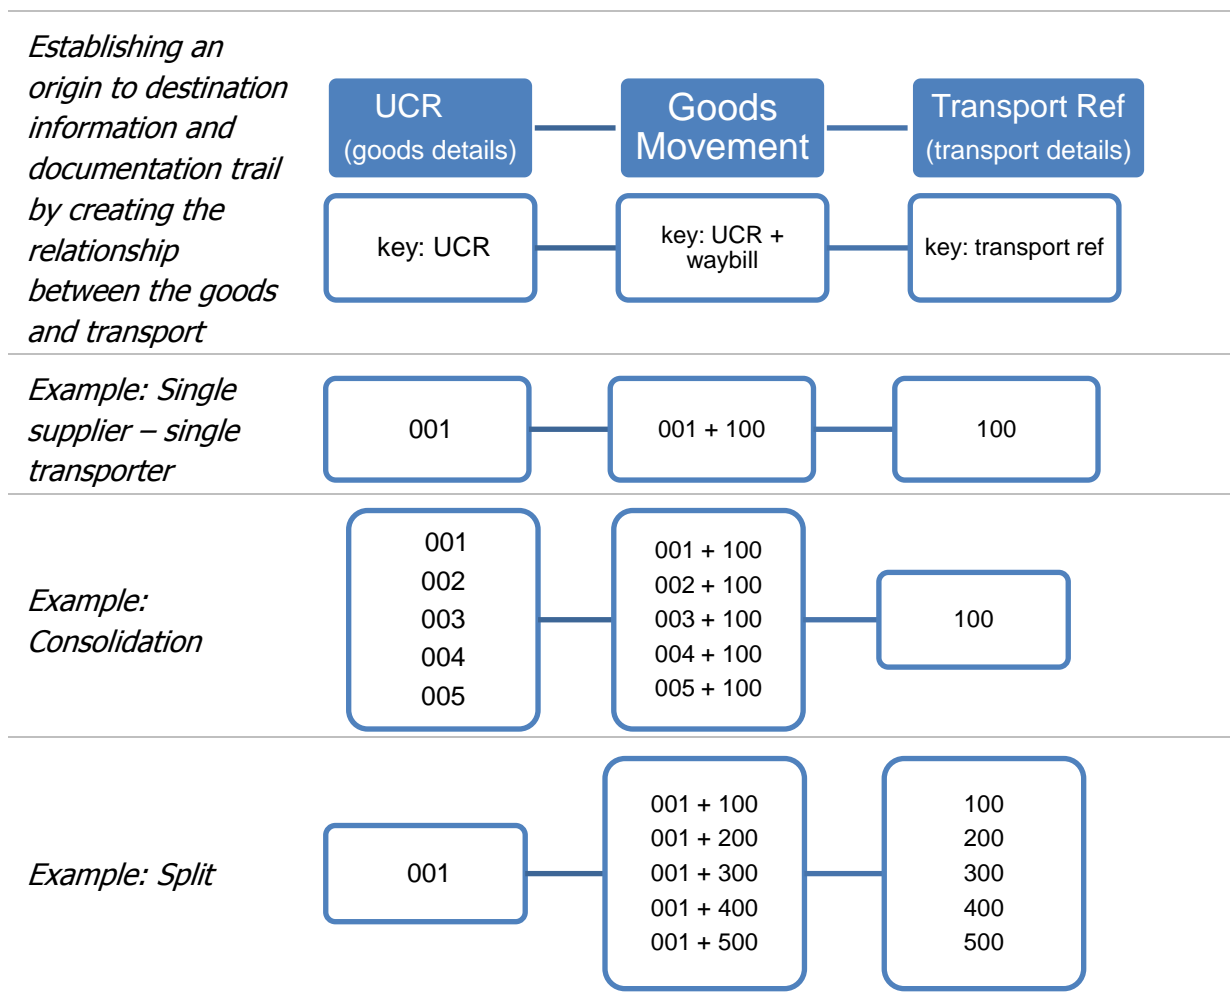 Establishing an
origin to destination
information and
documentation trail
by creating the
relationship
between the goods
and transport
UCR
(goods details)
Goods
Movement
Transport Ref
(transport details)
key: UCR
key: UCR +
waybill
key: transport ref
Example: Single
supplier – single
transporter
001
001 + 100
100
Example:
Consolidation
001
002
003
004
005
001 + 100
002 + 100
003 + 100
004 + 100
005 + 100
100
Example: Split
001
001 + 100
001 + 200
001 + 300
001 + 400
001 + 500
100
200
300
400
500